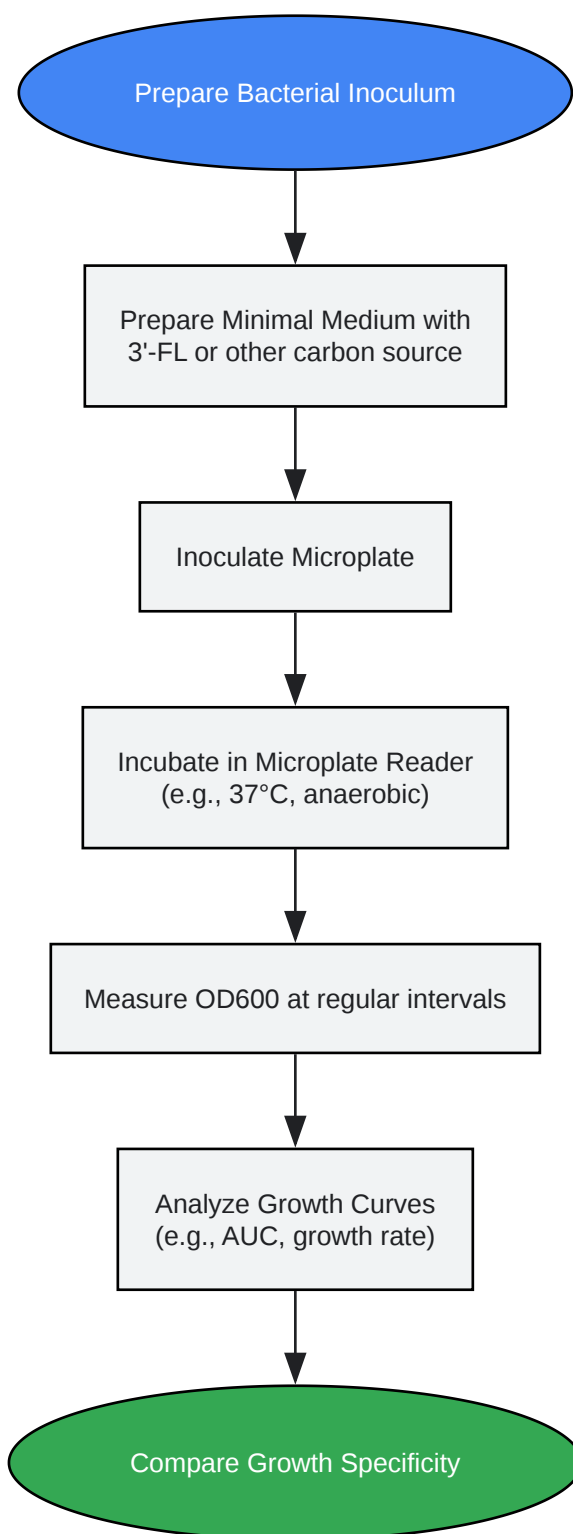 Prepare Bacterial Inoculum
Prepare Minimal Medium with
3'-FL or other carbon source
Inoculate Microplate
Incubate in Microplate Reader
(e.g., 37°C, anaerobic)
Measure OD600 at regular intervals
Analyze Growth Curves
(e.g., AUC, growth rate)
Compare Growth Specificity